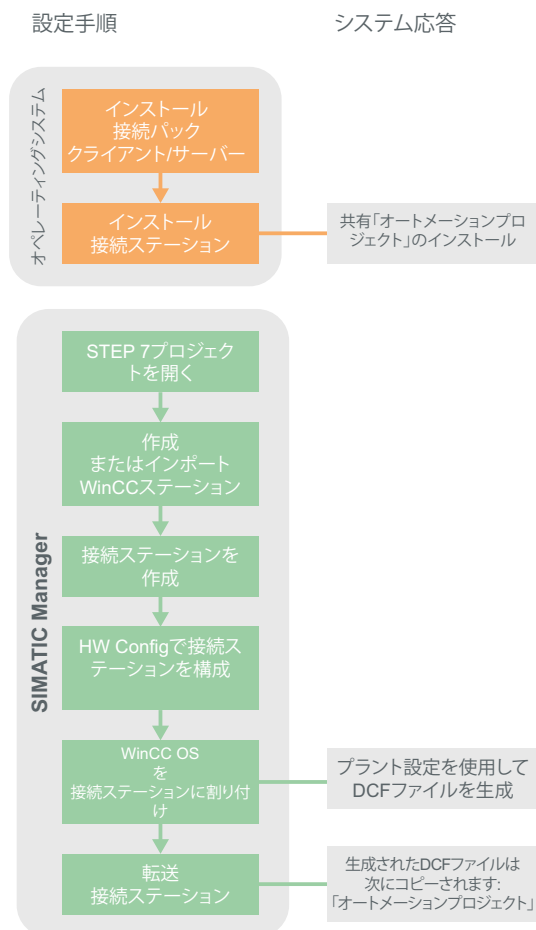 設定手順
システム応答
オペレーティングシステム
インストール
接続パック
クライアント/サーバー
インストール
接続ステーション
共有「オートメーションプロ
ジェクト」のインストール
SIMATIC Manager
STEP 7プロジェク
トを開く
作成
またはインポート
WinCCステーション
接続ステーションを
作成
HW Configで接続ス
テーションを構成
WinCC OS
を
接続ステーションに割り付
け
プラント設定を使用して
DCFファイルを生成
転送
接続ステーション
生成されたDCFファイルは
次にコピーされます:
「オートメーションプロジェクト」